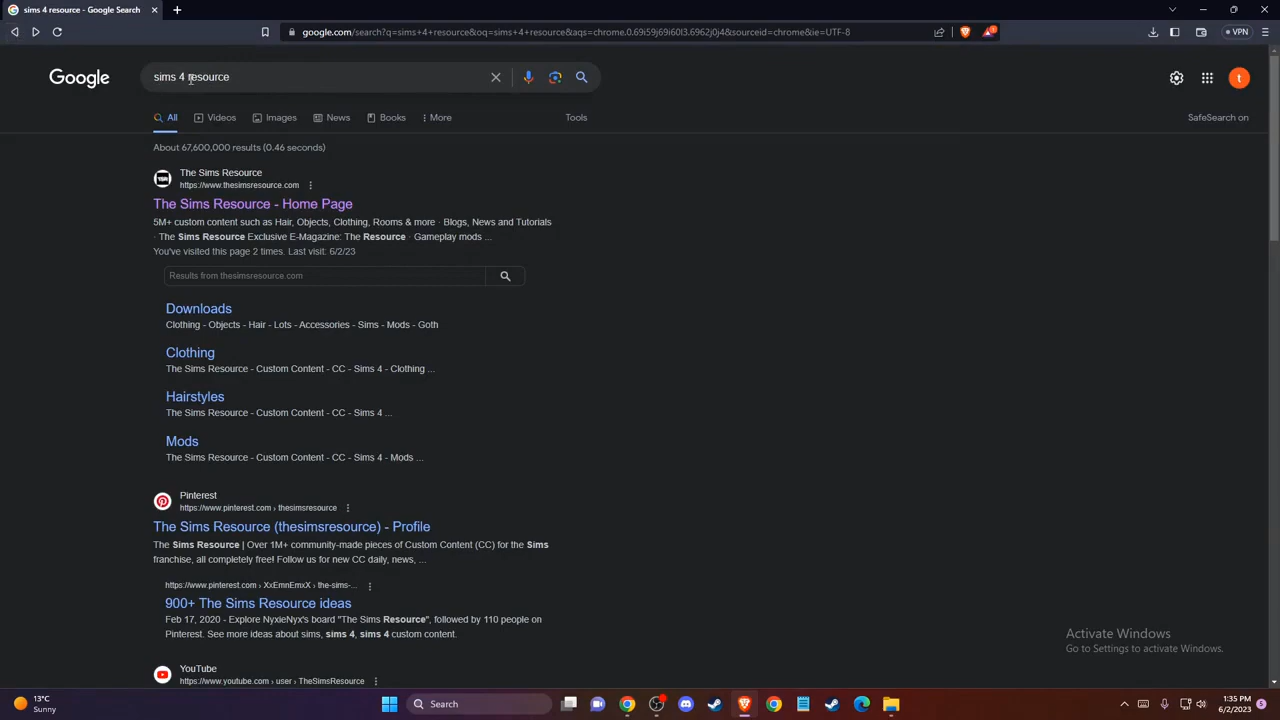 sims 4 resource - Google Search
google.com/search?q=sims+4+resource&oq=sims+4+resource&aqs=chrome.0.69i59j69i60l3.6962j0j4&sourceid=chrome&ie=UTF-8
VPN
Google
sims 4 resource
t
All
Videos
Images
News
Books
More
Tools
SafeSearch on
About 67,600,000 results (0.46 seconds)
TSR
The Sims Resource
https://www.thesimsresource.com
The Sims Resource - Home Page
5M+ custom content such as Hair, Objects, Clothing, Rooms & more · Blogs, News and Tutorials
· The Sims Resource Exclusive E-Magazine: The Resource · Gameplay mods ...
You've visited this page 2 times. Last visit: 6/2/23
Results from thesimsresource.com
Downloads
Clothing - Objects - Hair - Lots - Accessories - Sims - Mods - Goth
Clothing
The Sims Resource - Custom Content - CC - Sims 4 - Clothing ...
Hairstyles
The Sims Resource - Custom Content - CC - Sims 4 ...
Mods
The Sims Resource - Custom Content - CC - Sims 4 - Mods ...
Pinterest
https://www.pinterest.com › thesimsresource
The Sims Resource (thesimsresource) - Profile
The Sims Resource | Over 1M+ community-made pieces of Custom Content (CC) for the Sims
franchise, all completely free! Follow us for new CC daily, news, ...
https://www.pinterest.com › XxEmnEmxX › the-sims-...
900+ The Sims Resource ideas
Feb 17, 2020 - Explore NyxieNyx's board "The Sims Resource", followed by 110 people on
Pinterest. See more ideas about sims, sims 4, sims 4 custom content.
YouTube
https://www.youtube.com › user › TheSimsResource
Activate Windows
Go to Settings to activate Windows.
13°C
Sunny
Search
1:35 PM
6/2/2023
5